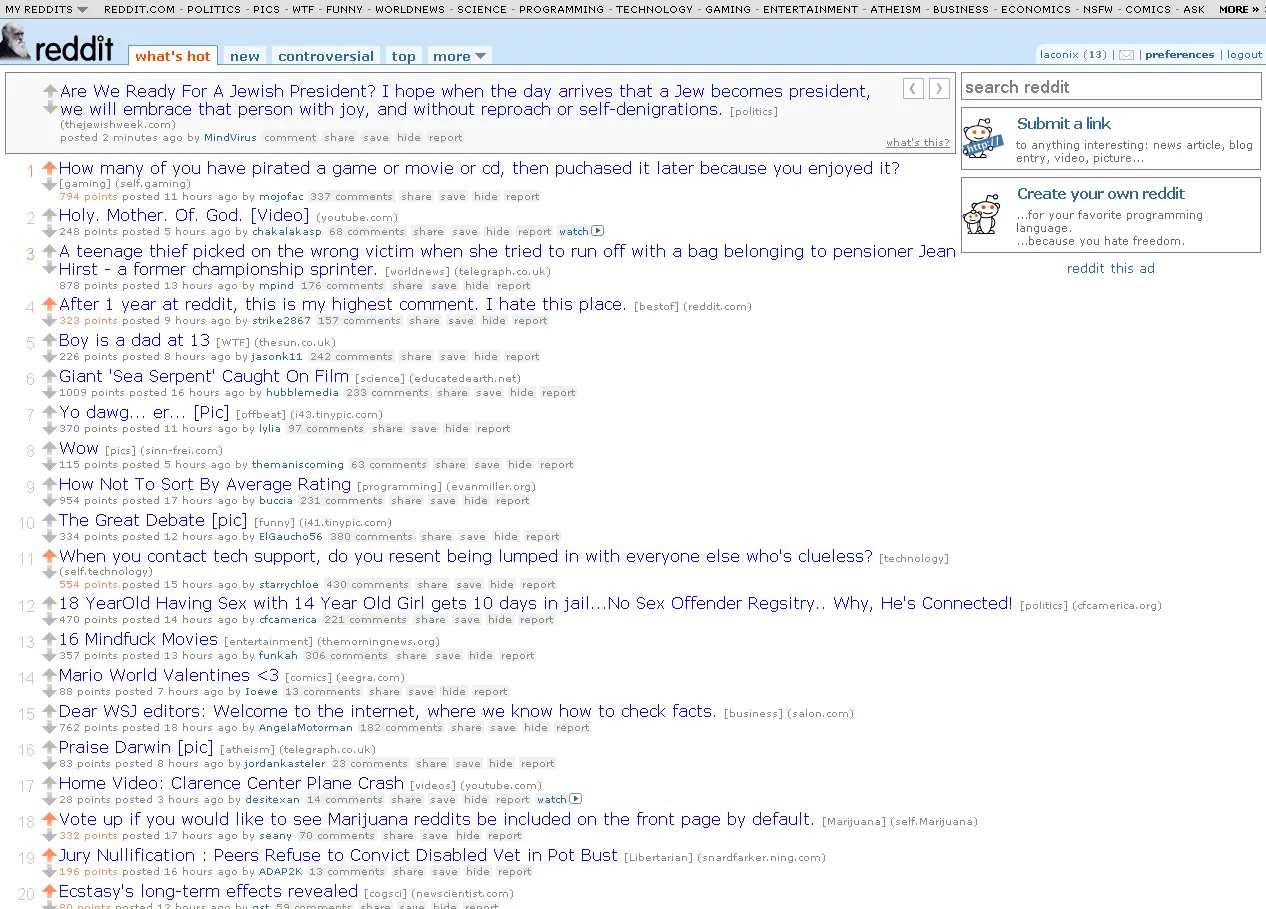 MY REDDITS REDDIT.COM - POLITICS - PICS - WTF - FUNNY - WORLDNEWS - SCIENCE - PROGRAMMING - TECHNOLOGY - GAMING - ENTERTAINMENT - ATHEISM - BUSINESS - ECONOMICS - NSFW - COMICS - ASK MORE »
reddit what's hot new controversial top more laconix (13) | | preferences | logout
Are We Ready For A Jewish President? I hope when the day arrives that a Jew becomes president,
we will embrace that person with joy, and without reproach or self-denigrations. [politics]
(thejewishweek.com)
posted 2 minutes ago by MindVirus comment share save hide report
what's this?
search reddit
Submit a link
to anything interesting: news article, blog
entry, video, picture...
Create your own reddit
...for your favorite programming
language.
...because you hate freedom.
reddit this ad
1 How many of you have pirated a game or movie or cd, then puchased it later because you enjoyed it?
[gaming] (self.gaming)
794 points posted 11 hours ago by mojofac 337 comments share save hide report
2 Holy. Mother. Of. God. [Video] (youtube.com)
248 points posted 5 hours ago by chakalakasp 68 comments share save hide report watch
3 A teenage thief picked on the wrong victim when she tried to run off with a bag belonging to pensioner Jean
Hirst - a former championship sprinter. [worldnews] (telegraph.co.uk)
878 points posted 13 hours ago by mpind 176 comments share save hide report
4 After 1 year at reddit, this is my highest comment. I hate this place. [bestof] (reddit.com)
323 points posted 9 hours ago by strike2867 157 comments share save hide report
5 Boy is a dad at 13 [WTF] (thesun.co.uk)
226 points posted 8 hours ago by jasonk11 242 comments share save hide report
6 Giant 'Sea Serpent' Caught On Film [science] (educatedearth.net)
1009 points posted 16 hours ago by hubblemedia 233 comments share save hide report
7 Yo dawg... er... [Pic] [offbeat] (i43.tinypic.com)
370 points posted 11 hours ago by lylia 97 comments share save hide report
8 Wow [pics] (sinn-frei.com)
115 points posted 5 hours ago by themaniscoming 63 comments share save hide report
9 How Not To Sort By Average Rating [programming] (evanmiller.org)
954 points posted 17 hours ago by buccia 231 comments share save hide report
10 The Great Debate [pic] [funny] (i41.tinypic.com)
334 points posted 12 hours ago by ElGaucho56 380 comments share save hide report
11 When you contact tech support, do you resent being lumped in with everyone else who's clueless? [technology]
(self.technology)
554 points posted 15 hours ago by starrychloe 430 comments share save hide report
12 18 YearOld Having Sex with 14 Year Old Girl gets 10 days in jail...No Sex Offender Regsitry.. Why, He's Connected! [politics] (cfcamerica.org)
470 points posted 14 hours ago by cfcamerica 221 comments share save hide report
13 16 Mindfuck Movies [entertainment] (themorningnews.org)
357 points posted 13 hours ago by funkah 306 comments share save hide report
14 Mario World Valentines <3 [comics] (eegra.com)
88 points posted 7 hours ago by Ioewe 13 comments share save hide report
15 Dear WSJ editors: Welcome to the internet, where we know how to check facts. [business] (salon.com)
762 points posted 18 hours ago by AngelaMotorman 182 comments share save hide report
16 Praise Darwin [pic] [atheism] (telegraph.co.uk)
83 points posted 8 hours ago by jordankasteler 23 comments share save hide report
17 Home Video: Clarence Center Plane Crash [videos] (youtube.com)
28 points posted 3 hours ago by desitexan 14 comments share save hide report watch
18 Vote up if you would like to see Marijuana reddits be included on the front page by default. [Marijuana] (self.Marijuana)
332 points posted 17 hours ago by seany 70 comments share save hide report
19 Jury Nullification : Peers Refuse to Convict Disabled Vet in Pot Bust [Libertarian] (snardfarker.ning.com)
196 points posted 16 hours ago by ADAP2K 13 comments share save hide report
20 Ecstasy's long-term effects revealed [cogsci] (newscientist.com)
80 points posted 12 hours ago by gst 59 comments share save hide report